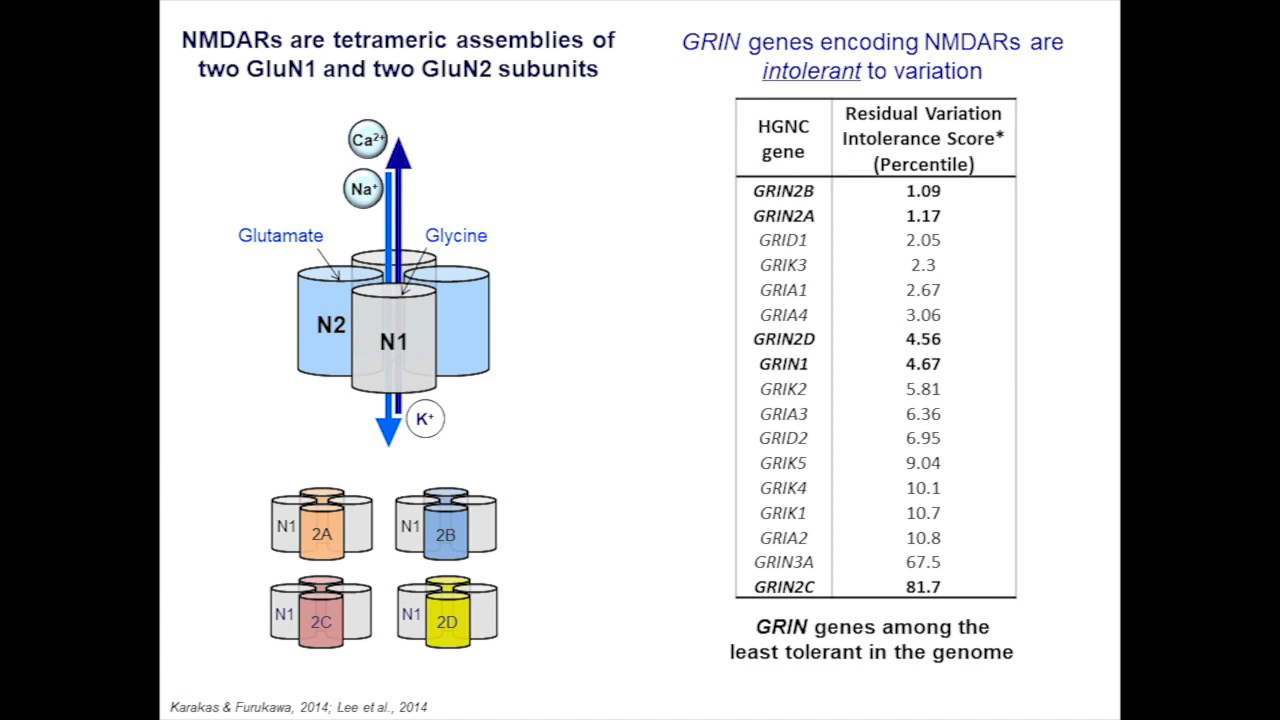 NMDARs are tetrameric assemblies of
two GluN1 and two GluN2 subunits
Ca2+
Na+
Glutamate
Glycine
N2
N1
K+
N1
2A
N1
2B
N1
2C
N1
2D
Karakas & Furukawa, 2014; Lee et al., 2014
GRIN genes encoding NMDARs are
intolerant to variation
HGNC gene
Residual Variation
Intolerance Score*
(Percentile)
GRIN2B 1.09
GRIN2A 1.17
GRID1 2.05
GRIK3 2.3
GRIA1 2.67
GRIA4 3.06
GRIN2D 4.56
GRIN1 4.67
GRIK2 5.81
GRIA3 6.36
GRID2 6.95
GRIK5 9.04
GRIK4 10.1
GRIK1 10.7
GRIA2 10.8
GRIN3A 67.5
GRIN2C 81.7
GRIN genes among the
least tolerant in the genome